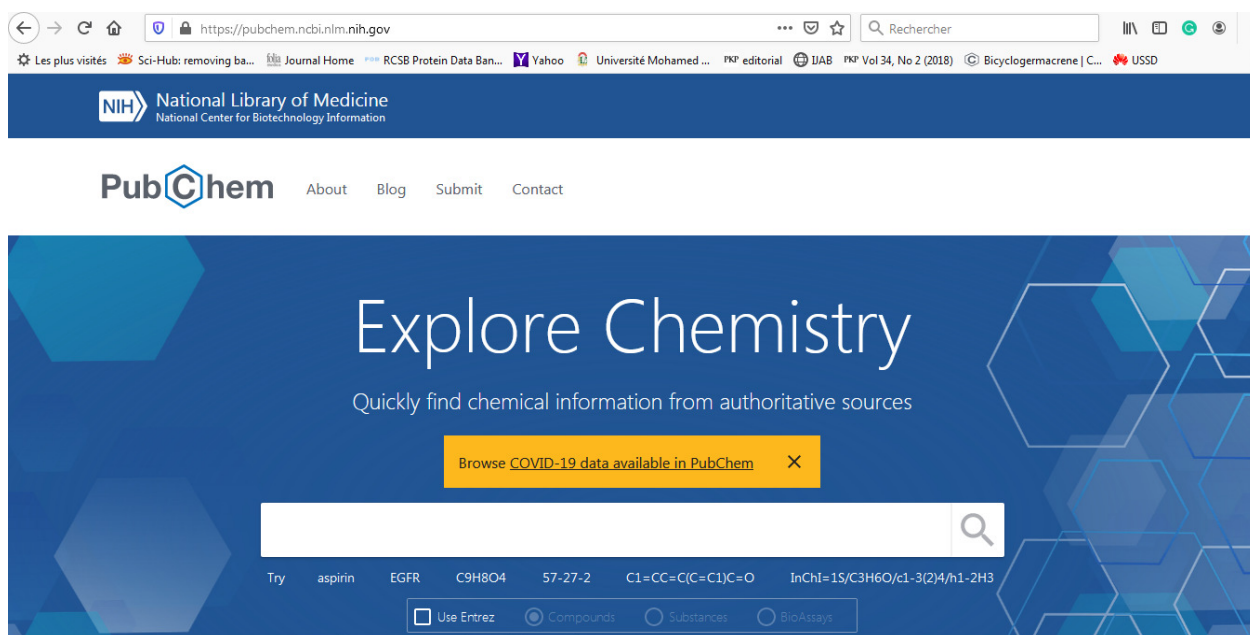 https://pubchem.ncbi.nlm.nih.gov
Rechercher
Les plus visités Sci-Hub: removing ba... Journal Home RCSB Protein Data Ban... Yahoo Université Mohamed ... PKP editorial IJAB PKP Vol 34, No 2 (2018) Bicyclogermacrene | C... USSD
NIH National Library of Medicine
National Center for Biotechnology Information
PubChem About Blog Submit Contact
Explore Chemistry
Quickly find chemical information from authoritative sources
Browse COVID-19 data available in PubChem
Try aspirin EGFR C9H8O4 57-27-2 C1=CC=C(C=C1)C=O InChI=1S/C3H6O/c1-3(2)4/h1-2H3
Use Entrez Compounds Substances BioAssays